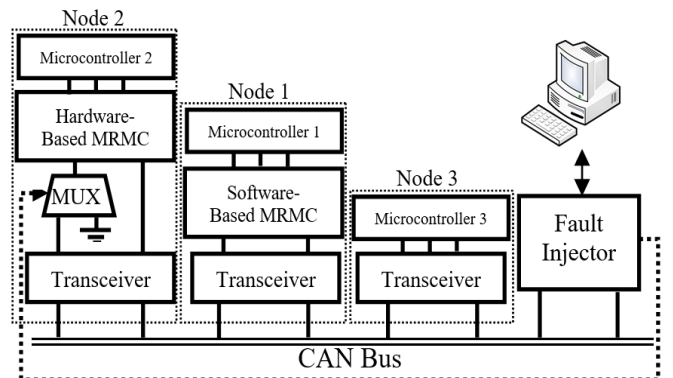 Node 2
Microcontroller 2
Hardware-
Based MRMC
MUX
Transceiver
Node 1
Microcontroller 1
Software-
Based MRMC
Transceiver
Node 3
Microcontroller 3
Transceiver
Fault
Injector
CAN Bus